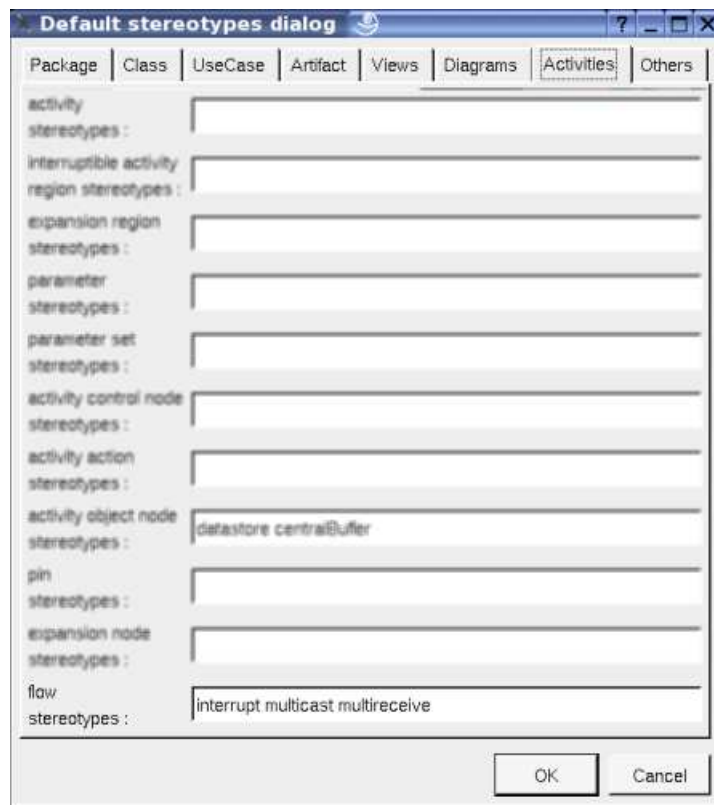 Default stereotypes dialog
Package Class UseCase Artifact Views Diagrams Activities Others
activity
stereotypes :
interruptible activity
region stereotypes :
expansion region
stereotypes :
parameter
stereotypes :
parameter set
stereotypes :
activity control node
stereotypes :
activity action
stereotypes :
activity object node
stereotypes :
datastore centralBuffer
pin
stereotypes :
expansion node
stereotypes :
flow
stereotypes :
interrupt multicast multireceive
OK Cancel